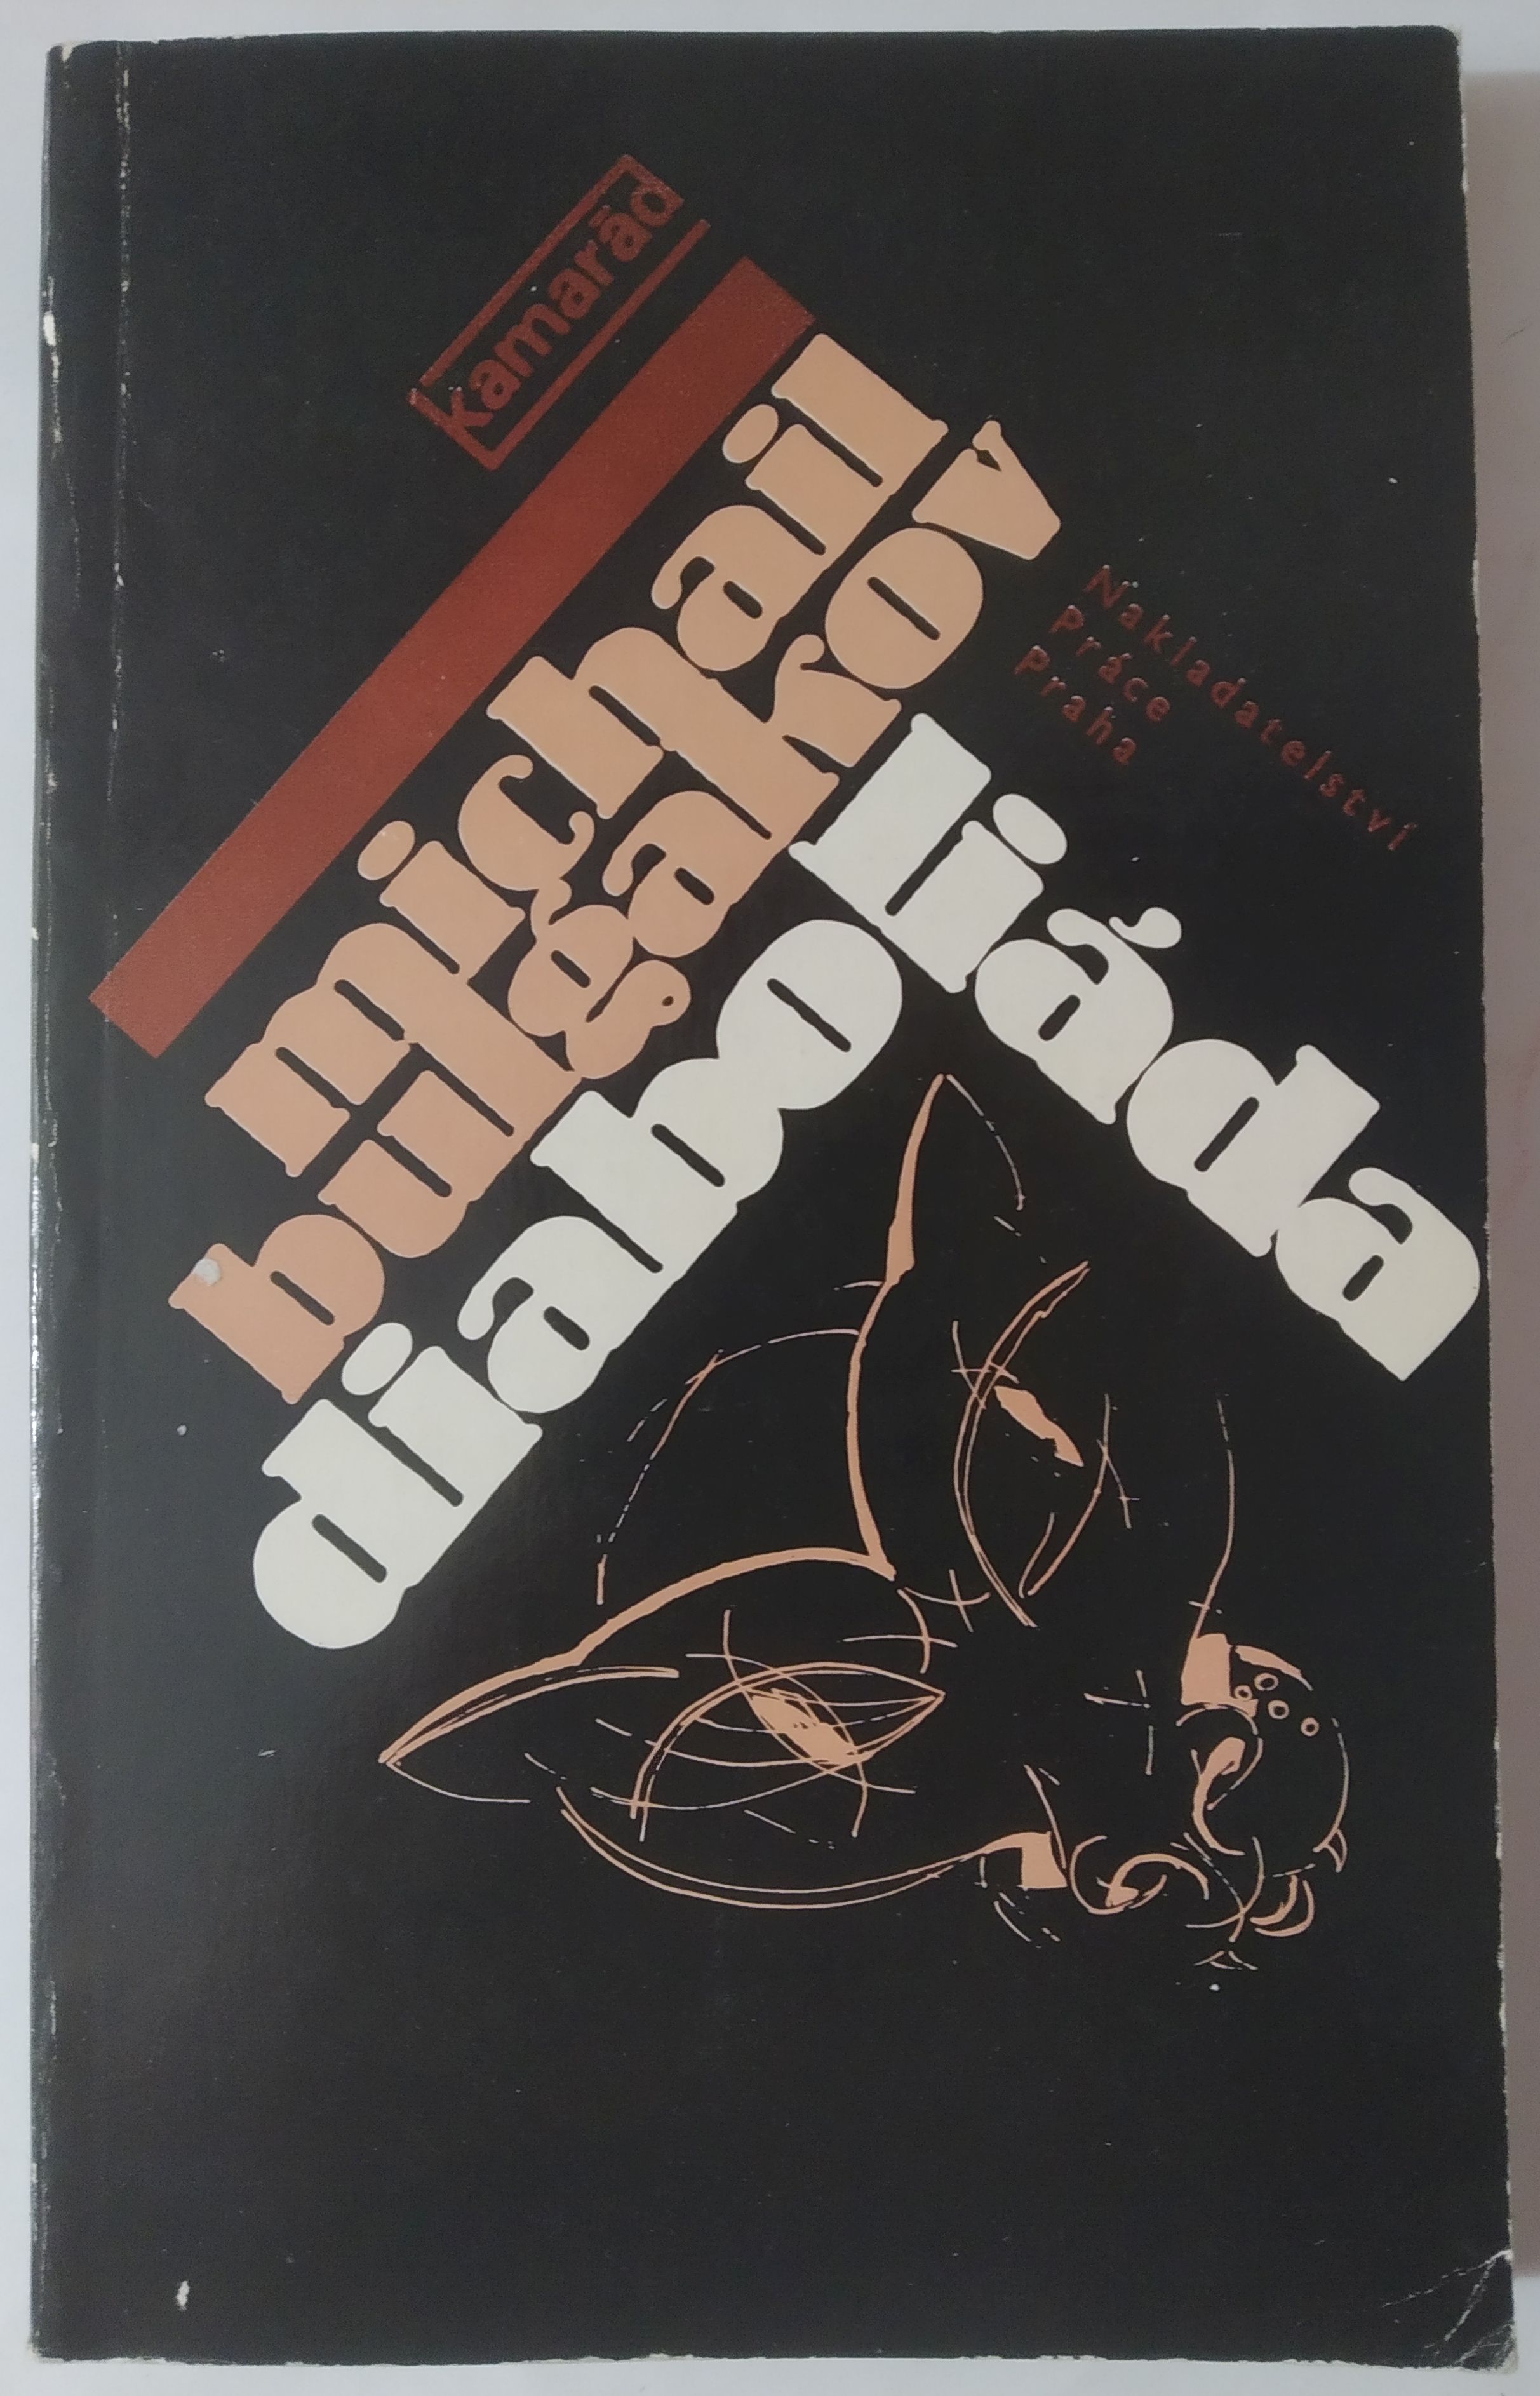 kamarád
michail
bulgakov
diaboliáda
Nakladatelství
Práce
Praha